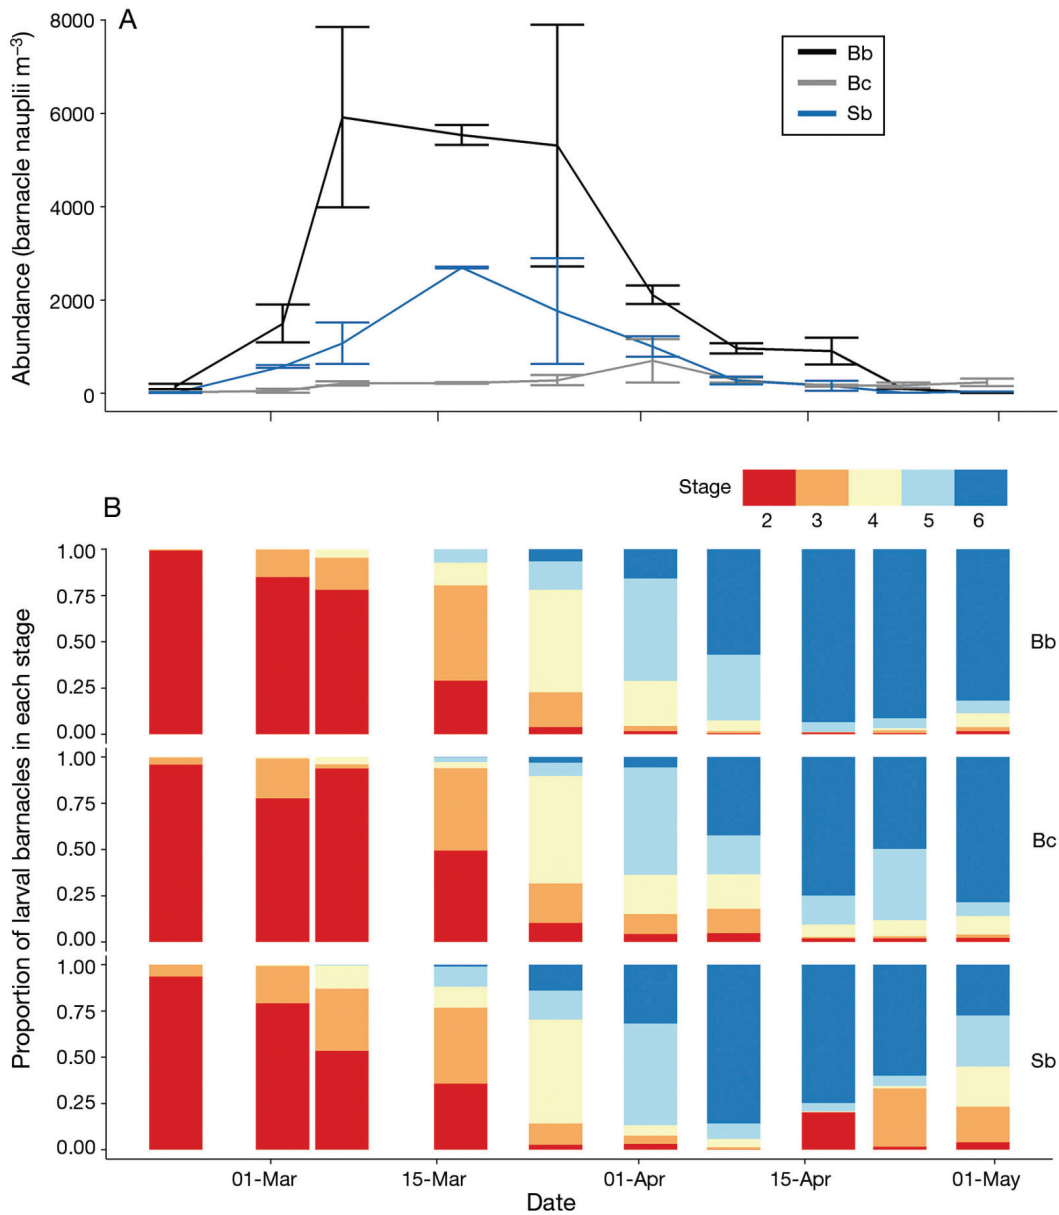 A
8000
6000
4000
2000
0
Abundance (barnacle nauplii m⁻³)
Bb
Bc
Sb
B
Stage
2 3 4 5 6
Proportion of larval barnacles in each stage
1.00
0.75
0.50
0.25
0.00
Bb
1.00
0.75
0.50
0.25
0.00
Bc
1.00
0.75
0.50
0.25
0.00
Sb
01-Mar 15-Mar 01-Apr 15-Apr 01-May
Date